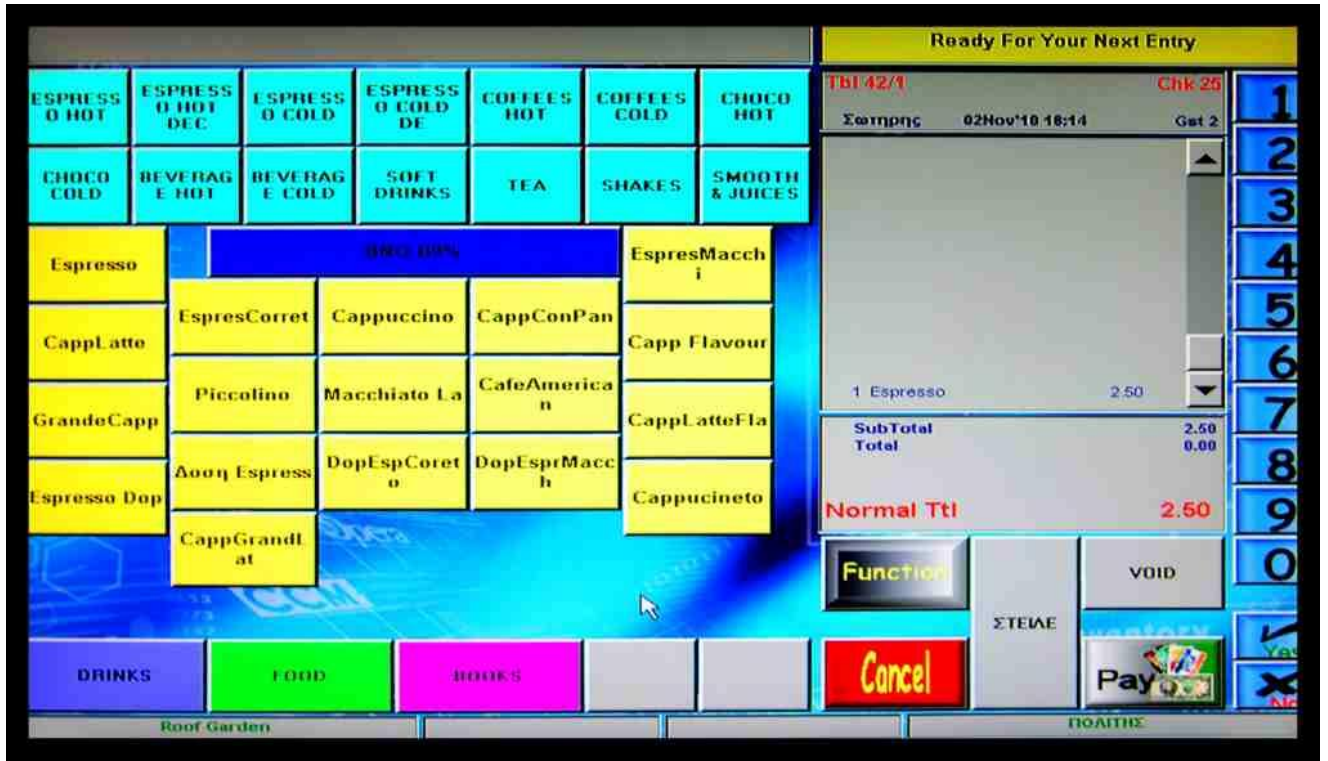 Ready For Your Next Entry
ESPRESS
O HOT
ESPRESS
O HOT
DEC
ESPRESS
O COLD
ESPRESS
O COLD
DE
COFFEES
HOT
COFFEES
COLD
CHOCO
HOT
CHOCO
COLD
BEVERAG
E HOT
BEVERAG
E COLD
SOFT
DRINKS
TEA
SHAKES
SMOOTH
& JUICES
Tbl 42/1 Chk 25
Σωτηρης 02Nov'10 18:14 Gst 2
Espresso
EspresMacch
i
EspresCorret
Cappuccino
CappConPan
CappLatte
Capp Flavour
Piccolino
Macchiato La
CafeAmerica
n
GrandeCapp
CappLatteFla
Δοση Espress
DopEspCoret
o
DopEsprMacc
h
Espresso Dop
Cappucineto
CappGrandL
at
1 Espresso 2.50
SubTotal 2.50
Total 0.00
Normal Ttl 2.50
Function
VOID
ΣΤΕΙΛΕ
Cancel
Pay
DRINKS
FOOD
BOOKS
Roof Garden
ΠΟΛΙΤΗΣ
1
2
3
4
5
6
7
8
9
0
Yes
No